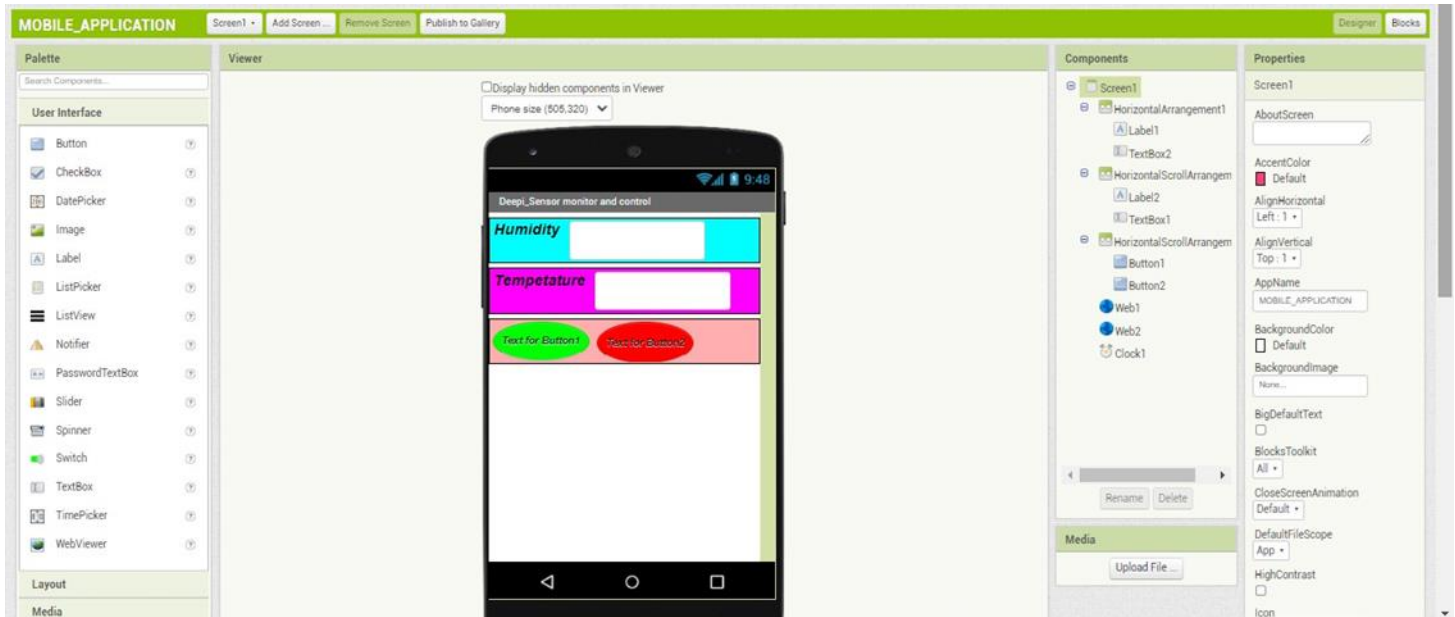 MOBILE_APPLICATION
Screen1
Add Screen ...
Remove Screen
Publish to Gallery
Designer
Blocks
Palette
Search Components...
User Interface
Button
CheckBox
DatePicker
Image
Label
ListPicker
ListView
Notifier
PasswordTextBox
Slider
Spinner
Switch
TextBox
TimePicker
WebViewer
Layout
Media
Viewer
Display hidden components in Viewer
Phone size (505,320)
9:48
Deepi_Sensor monitor and control
Humidity
Tempetature
Text for Button1
Text for Button2
Components
Screen1
HorizontalArrangement1
Label1
TextBox2
HorizontalScrollArrangem
Label2
TextBox1
HorizontalScrollArrangem
Button1
Button2
Web1
Web2
Clock1
Rename
Delete
Media
Upload File ...
Properties
Screen1
AboutScreen
AccentColor
Default
AlignHorizontal
Left : 1
AlignVertical
Top : 1
AppName
MOBILE_APPLICATION
BackgroundColor
Default
BackgroundImage
None...
BigDefaultText
BlocksToolkit
All
CloseScreenAnimation
Default
DefaultFileScope
App
HighContrast
Icon